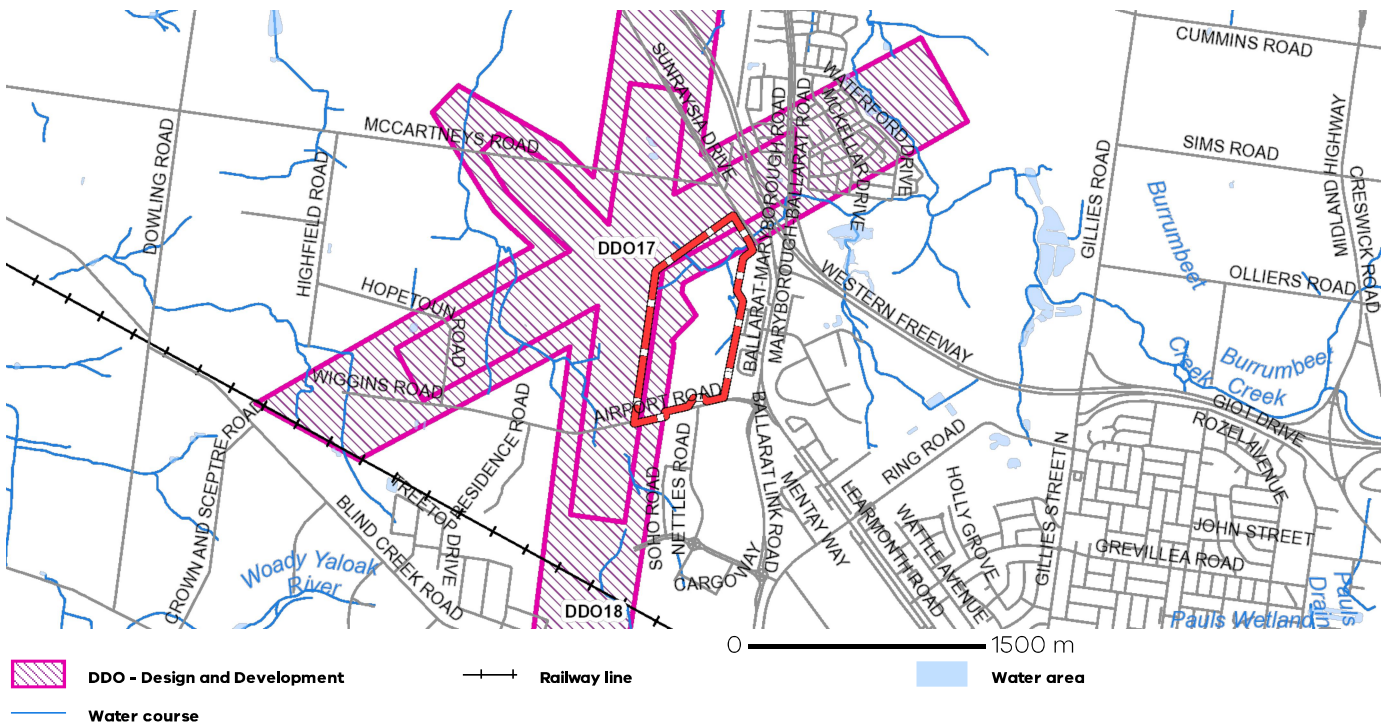 CUMMINS ROAD
SUNRAYSIA DRIVE
WATERFORD DRIVE
MCKELLAR DRIVE
MCCARTNEYS ROAD
DOWLING ROAD
HIGHFIELD ROAD
BALLARAT-MARYBOROUGH ROAD
MARYBOROUGH-BALLARAT ROAD
GILLIES ROAD
SIMS ROAD
MIDLAND HIGHWAY
CRESWICK ROAD
Burrumbeet
Creek
DDO17
OLLIERS ROAD
HOPETOUN ROAD
WESTERN FREEWAY
Burrumbeet
Creek
WIGGINS ROAD
AIRPORT ROAD
GIOT DRIVE
ROZEL AVENUE
CROWN AND SCEPTRE ROAD
RESIDENCE ROAD
TREETOP DRIVE
BLIND CREEK ROAD
SOHO ROAD
NETTLES ROAD
BALLARAT LINK ROAD
MENTAY WAY
RING ROAD
LEARMONTH ROAD
WATTLE AVENUE
HOLLY GROVE
GILLIES STREET N
JOHN STREET
GREVILLEA ROAD
Woady Yaloak
River
CARGO WAY
DDO18
Pauls Wetland
Pauls
Drain
0 1500 m
DDO - Design and Development
Railway line
Water area
Water course